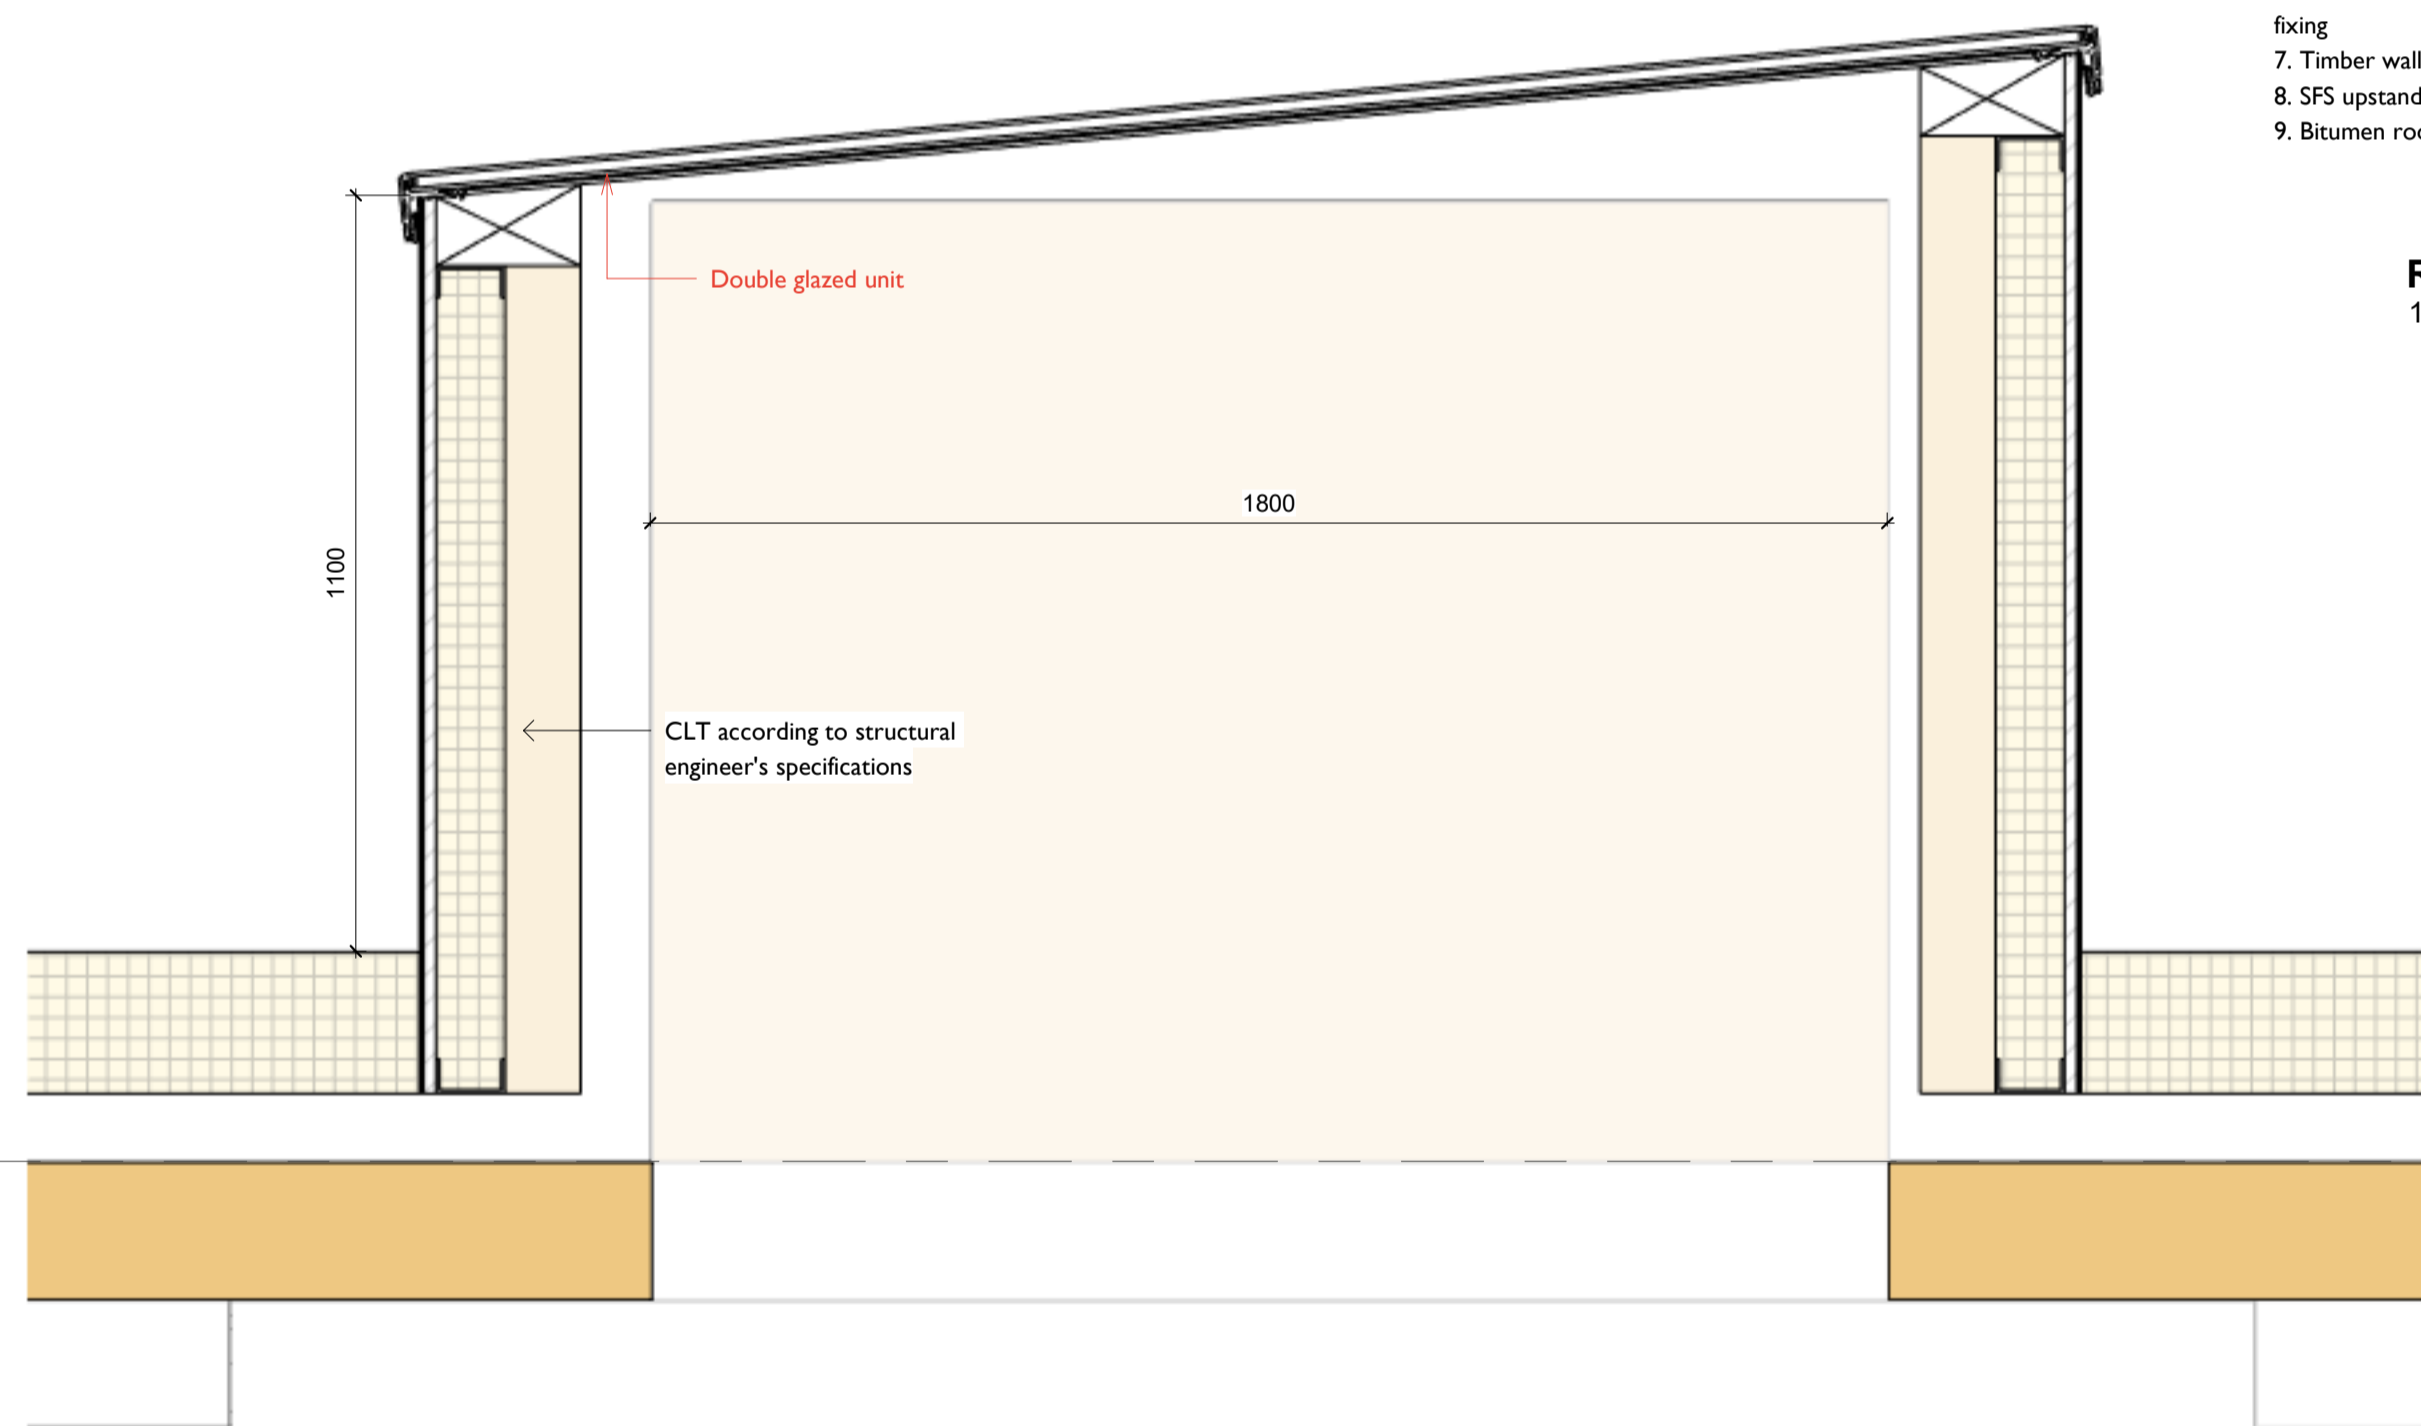 fixing
7. Timber wall
8. SFS upstand
9. Bitumen
Double glazed unit
1800
1100
CLT according to structural
engineer's specifications